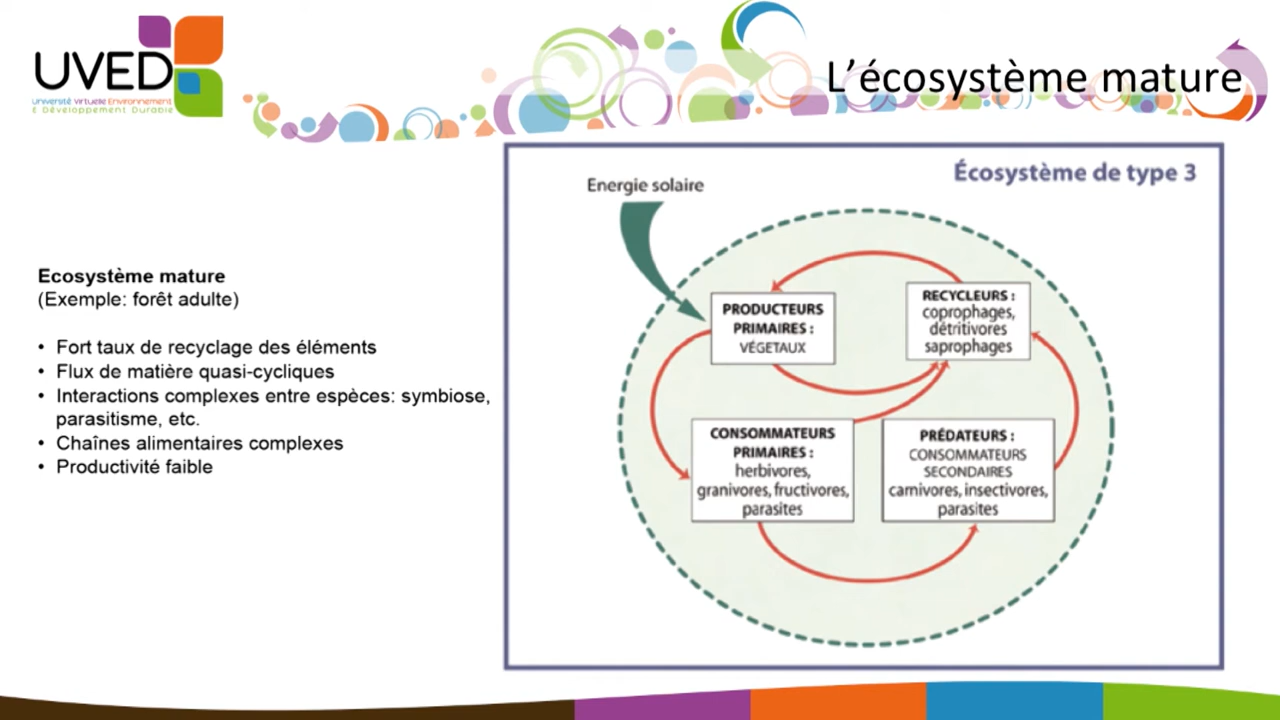 UVED
Université Virtuelle Environnement
& Développement Durable
L'écosystème mature
Ecosystème mature
(Exemple: forêt adulte)
• Fort taux de recyclage des éléments
• Flux de matière quasi-cycliques
• Interactions complexes entre espèces: symbiose,
parasitisme, etc.
• Chaînes alimentaires complexes
• Productivité faible
Écosystème de type 3
Energie solaire
PRODUCTEURS
PRIMAIRES :
VÉGETAUX
RECYCLEURS :
coprophages,
détritivores
saprophages
CONSOMMATEURS
PRIMAIRES :
herbivores,
granivores, fructivores,
parasites
PRÉDATEURS :
CONSOMMATEURS
SECONDAIRES
carnivores, insectivores,
parasites